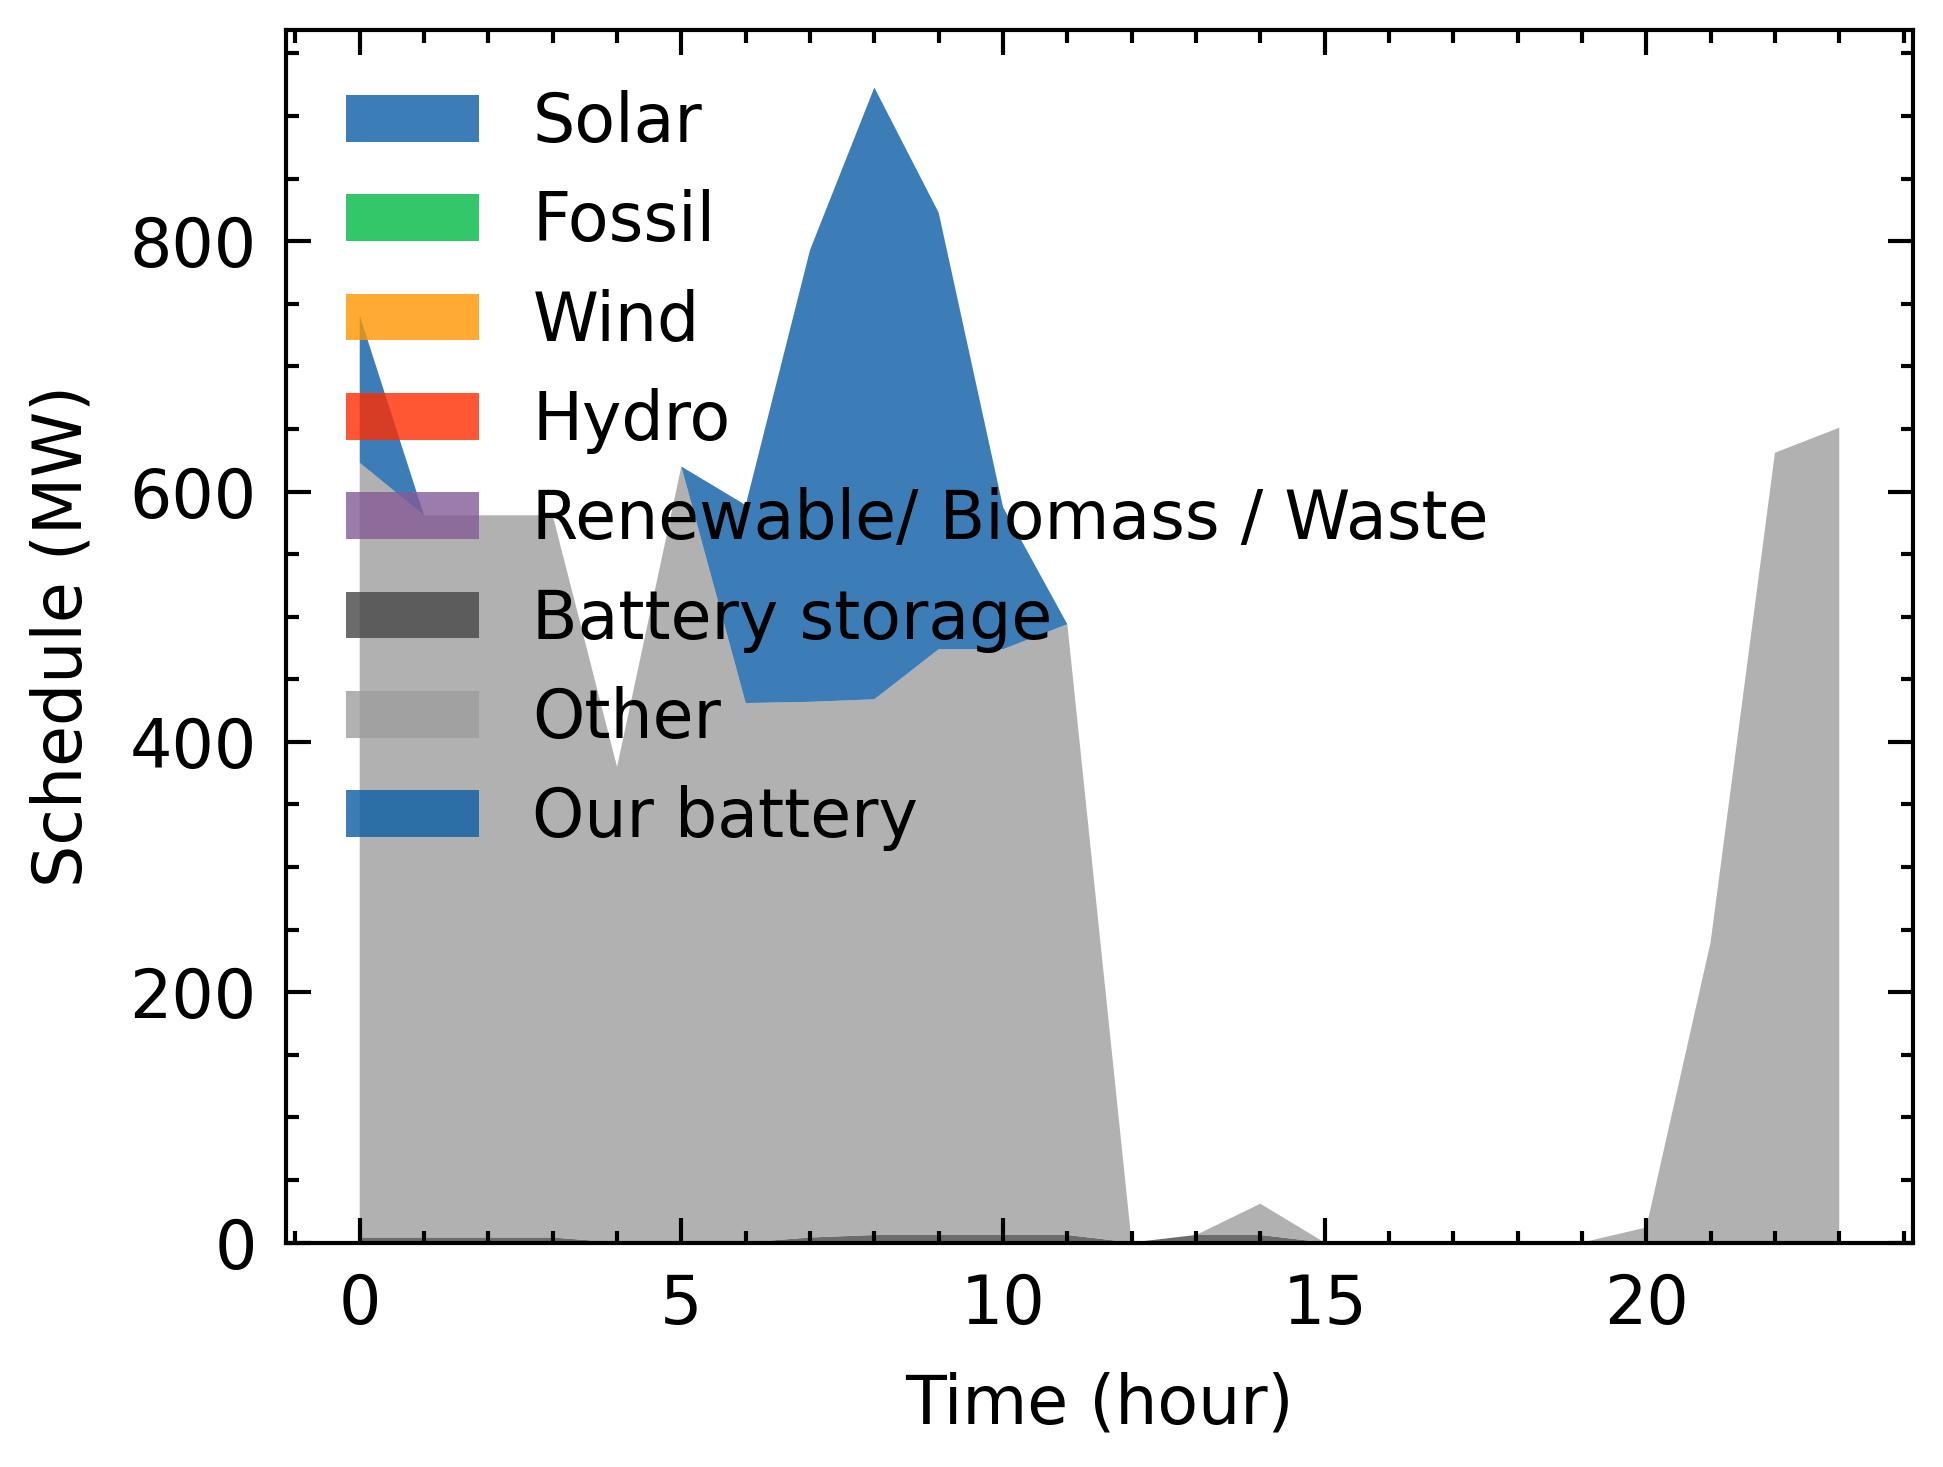 Solar
Fossil
Wind
Hydro
Renewable/ Biomass / Waste
Battery storage
Other
Our battery
Schedule (MW)
800
600
400
200
0
0 5 10 15 20
Time (hour)